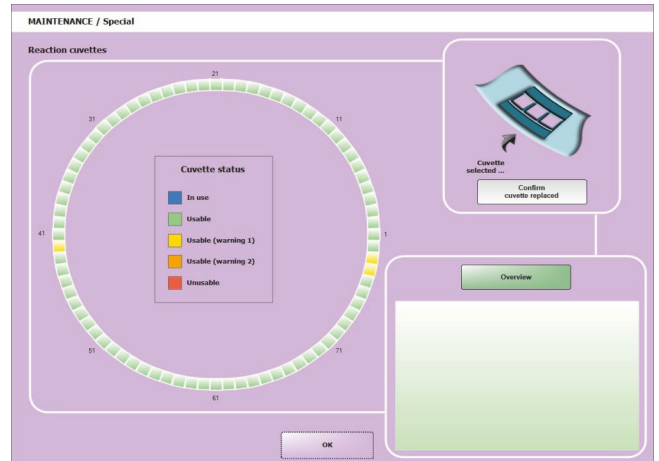 MAINTENANCE / Special
Reaction cuvettes
21
31
11
Cuvette status
In use
Usable
Usable (warning 1)
Usable (warning 2)
Unusable
41
1
51
71
61
Cuvette
selected ...
Confirm
cuvette replaced
Overview
OK